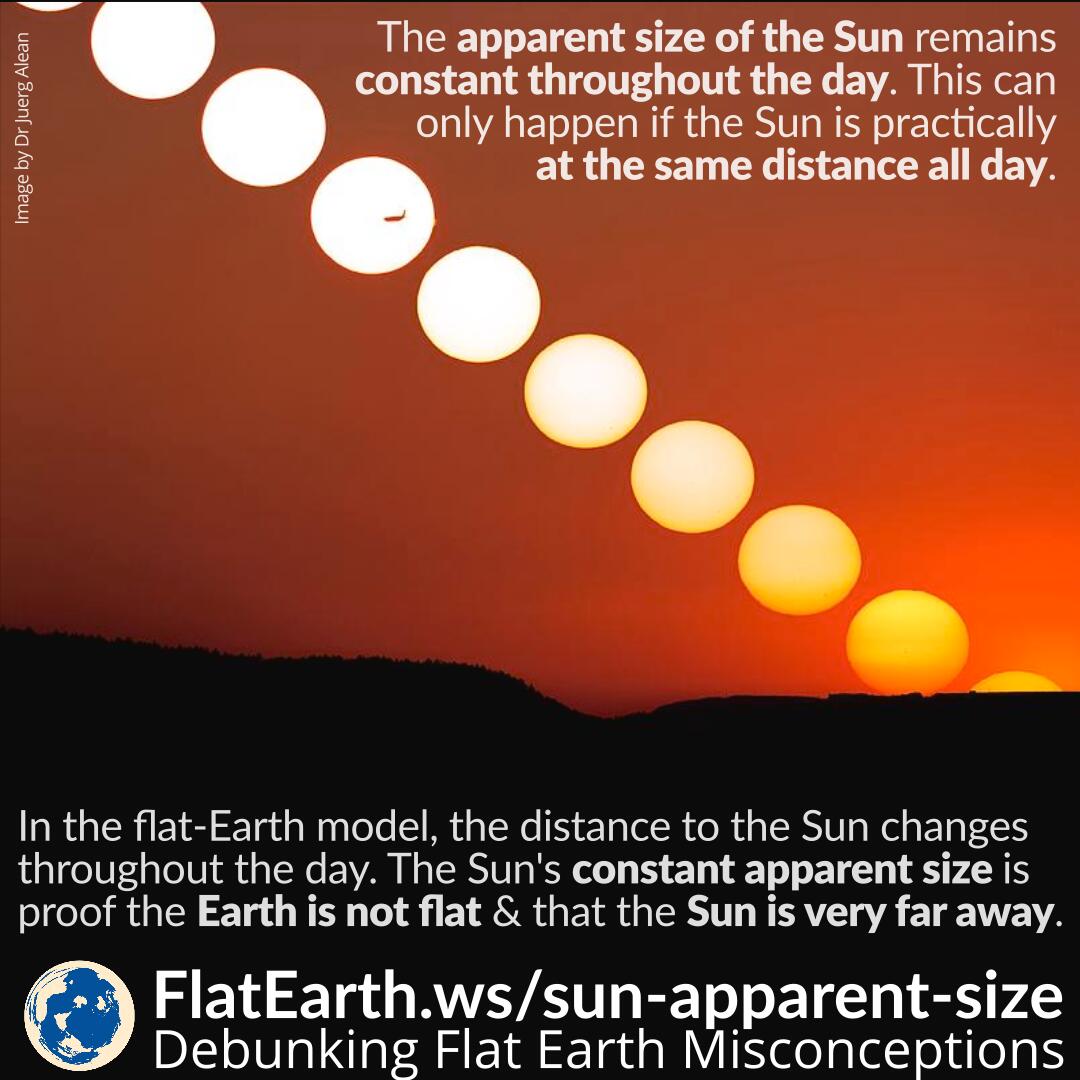 Image by Dr Juerg Alean
The apparent size of the Sun remains
constant throughout the day. This can
only happen if the Sun is practically
at the same distance all day.
In the flat-Earth model, the distance to the Sun changes
throughout the day. The Sun's constant apparent size is
proof the Earth is not flat & that the Sun is very far away.
FlatEarth.ws/sun-apparent-size
Debunking Flat Earth Misconceptions